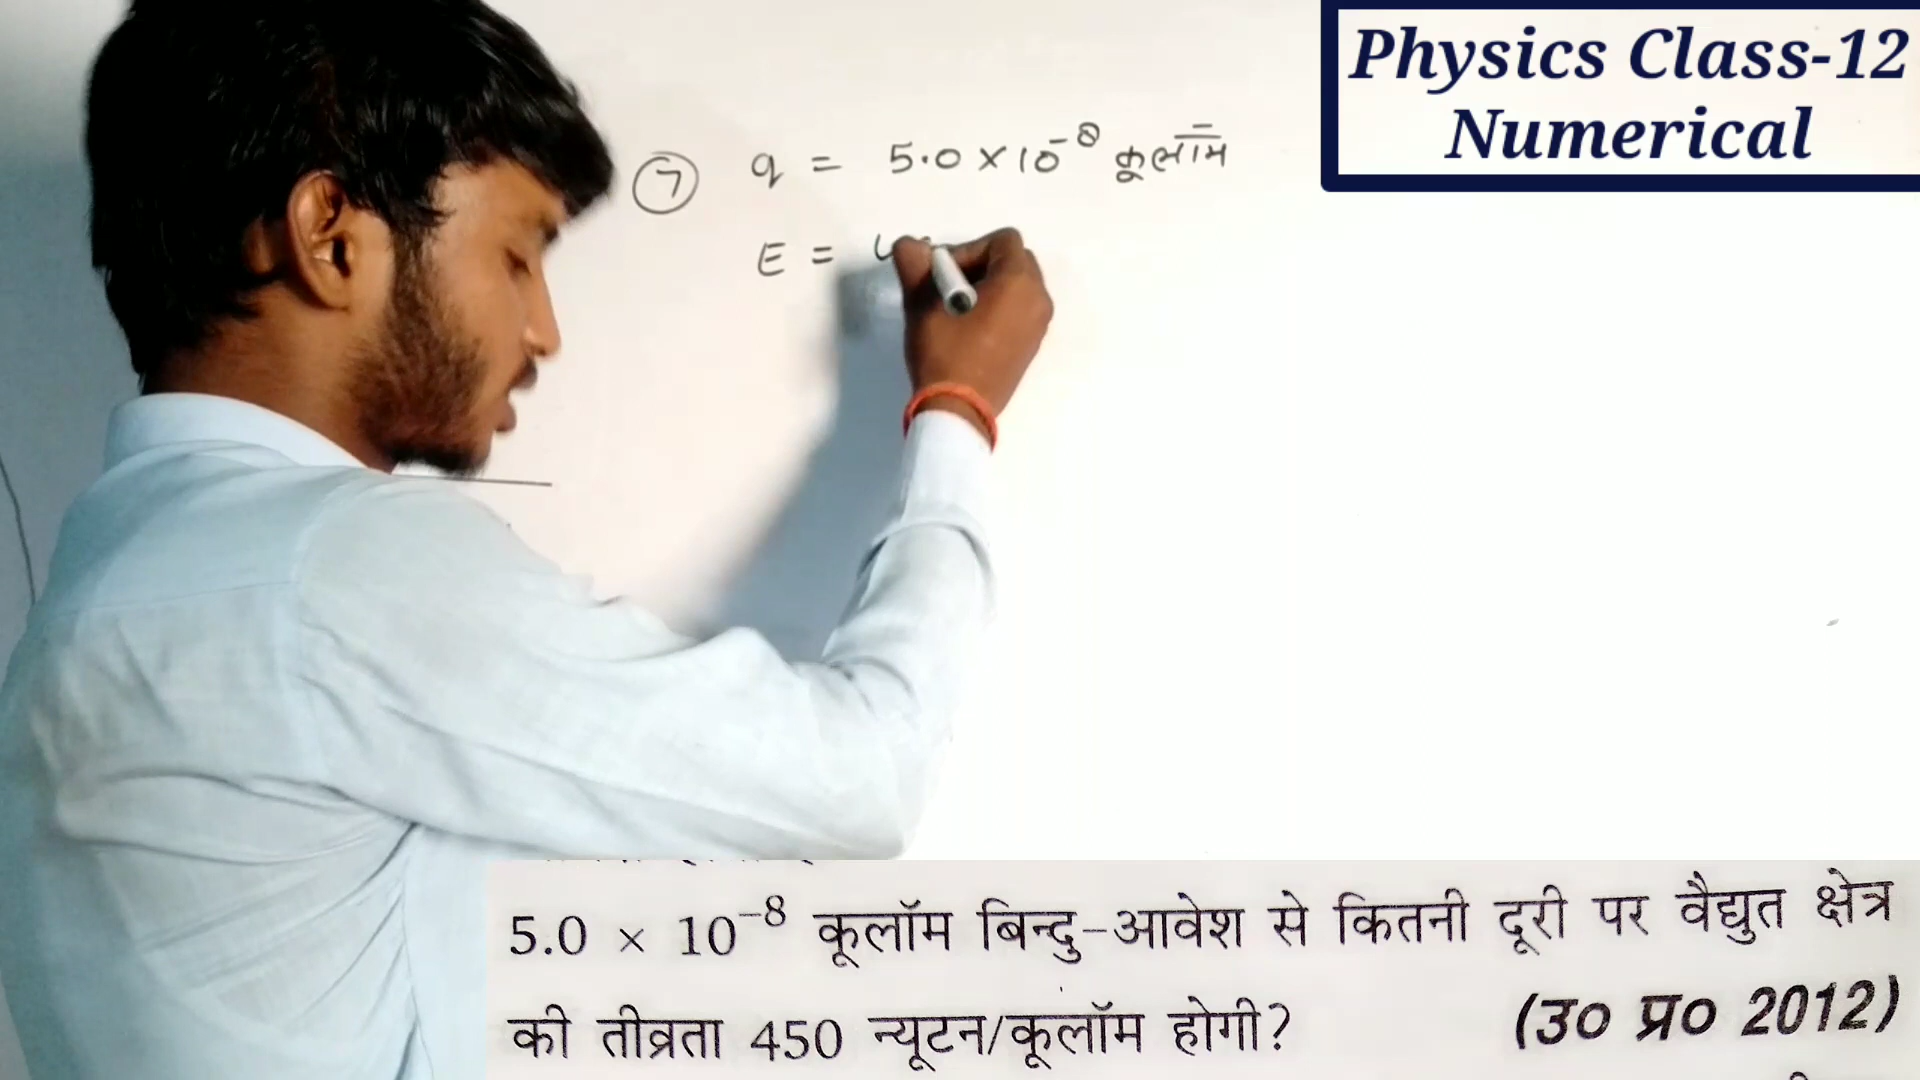 Physics Class-12
Numerical
⑦ q = 5.0 × 10⁻⁸ कूलॉम
E =
5.0 × 10⁻⁸ कूलॉम बिन्दु-आवेश से कितनी दूरी पर वैद्युत क्षेत्र
की तीव्रता 450 न्यूटन/कूलॉम होगी? (उ० प्र० 2012)